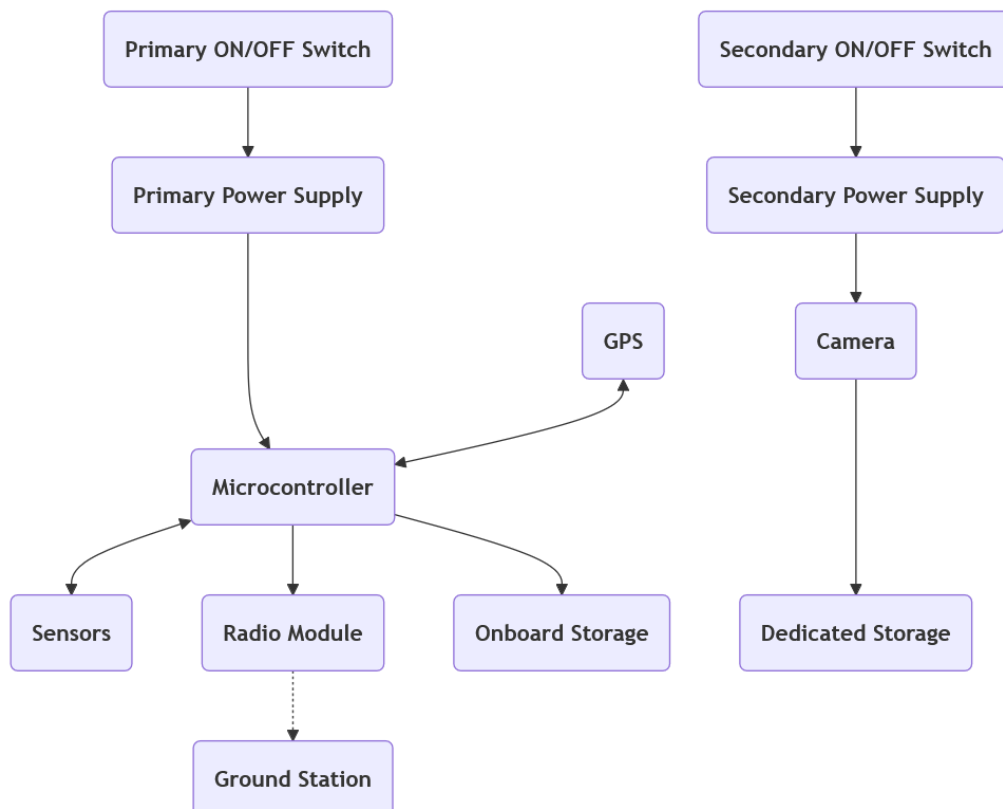 Primary ON/OFF Switch
Secondary ON/OFF Switch
Primary Power Supply
Secondary Power Supply
GPS
Camera
Microcontroller
Sensors
Radio Module
Onboard Storage
Dedicated Storage
Ground Station